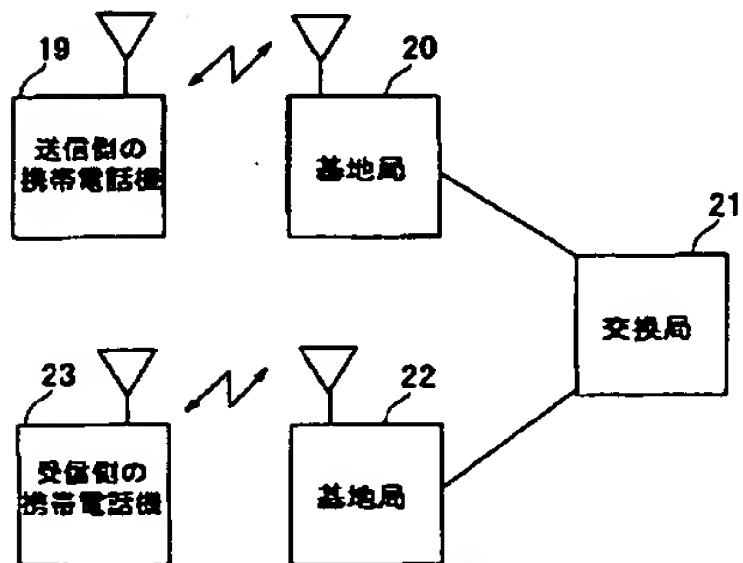 19
送信側の
携帯電話機
20
基地局
21
交換局
23
受信側の
携帯電話機
22
基地局